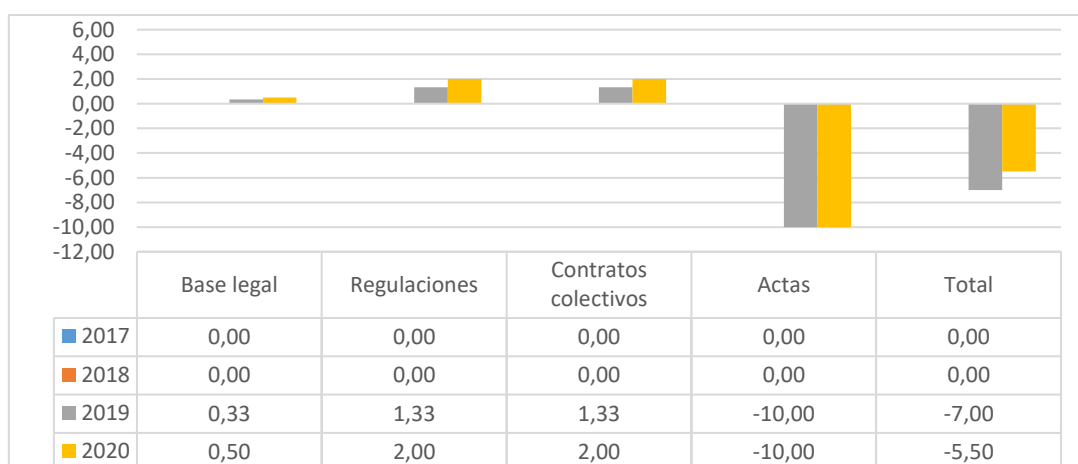 6,00
4,00
2,00
0,00
-2,00
-4,00
-6,00
-8,00
-10,00
-12,00
Base legal Regulaciones Contratos colectivos Actas Total
2017 0,00 0,00 0,00 0,00 0,00
2018 0,00 0,00 0,00 0,00 0,00
2019 0,33 1,33 1,33 -10,00 -7,00
2020 0,50 2,00 2,00 -10,00 -5,50